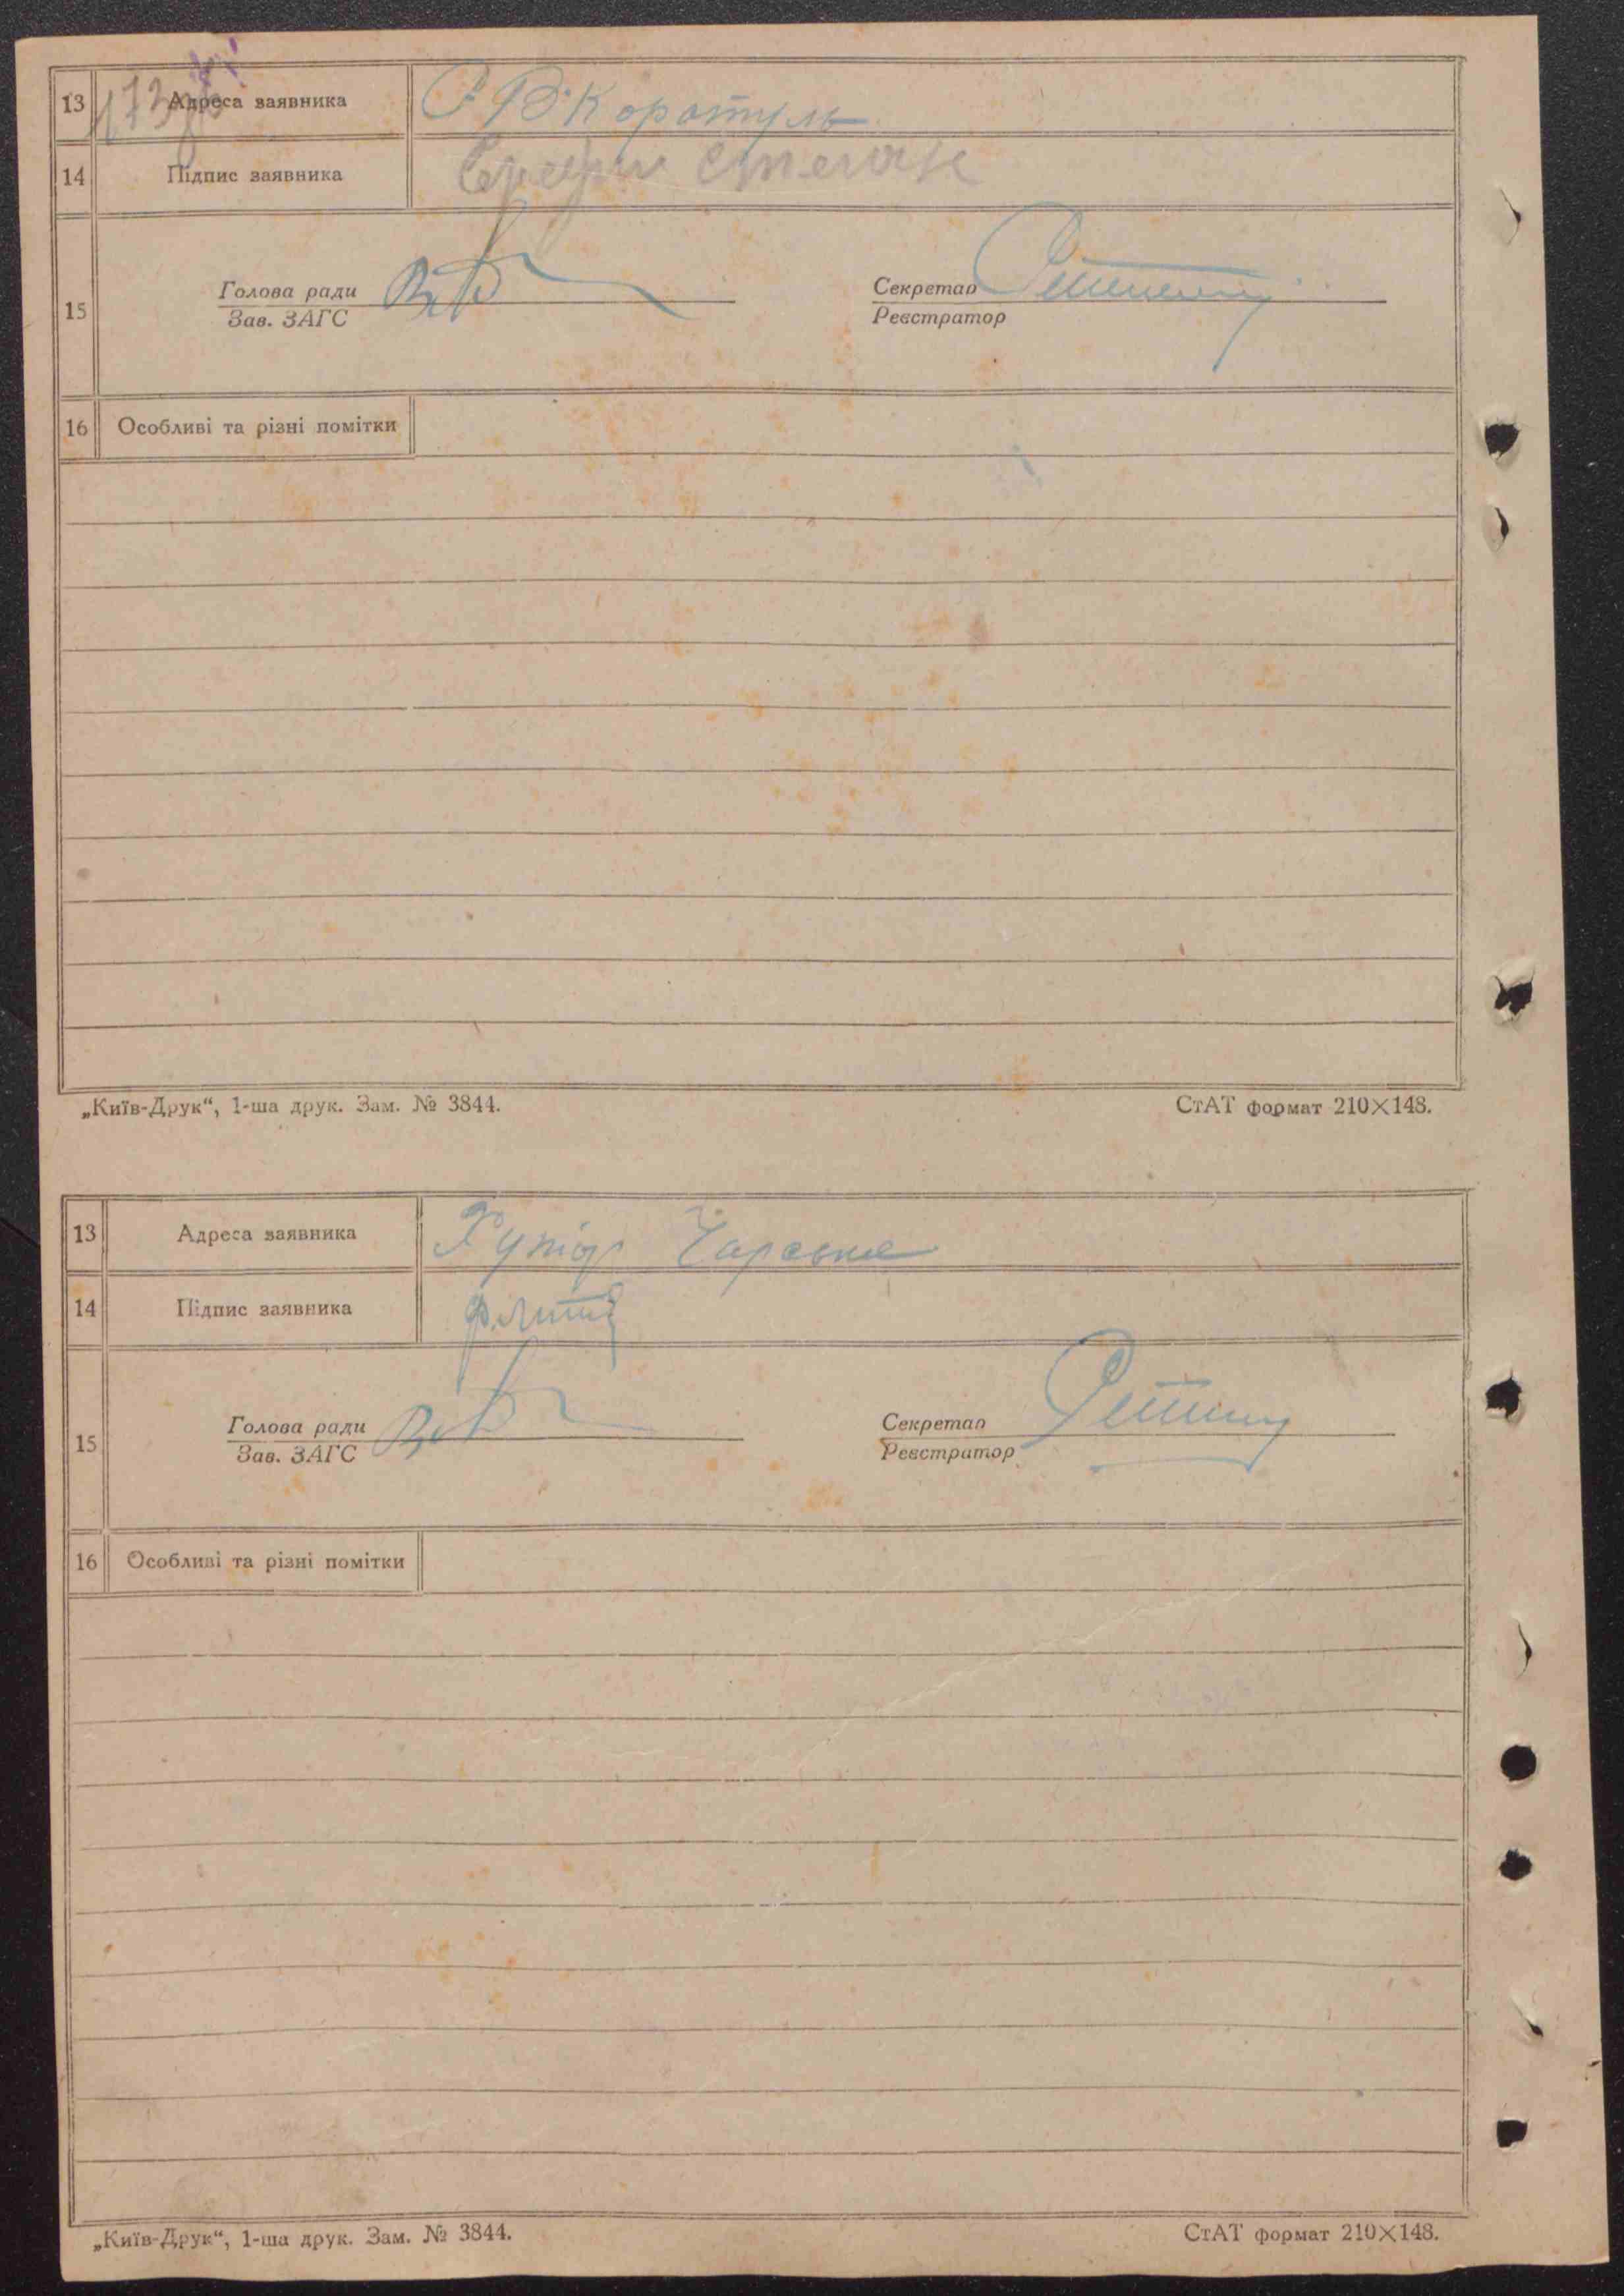 13 Адреса заявника С. В. Коротуль
14 Підпис заявника Степан
15 Голова ради Секретар
Зав. ЗАГС Реєстратор
16 Особливі та різні помітки
„Київ-Друк“, 1-ша друк. Зам. № 3844. СтАТ формат 210×148.
13 Адреса заявника Хутір
14 Підпис заявника
15 Голова ради Секретар
Зав. ЗАГС Реєстратор
16 Особливі та різні помітки
„Київ-Друк“, 1-ша друк. Зам. № 3844. СтАТ формат 210×148.